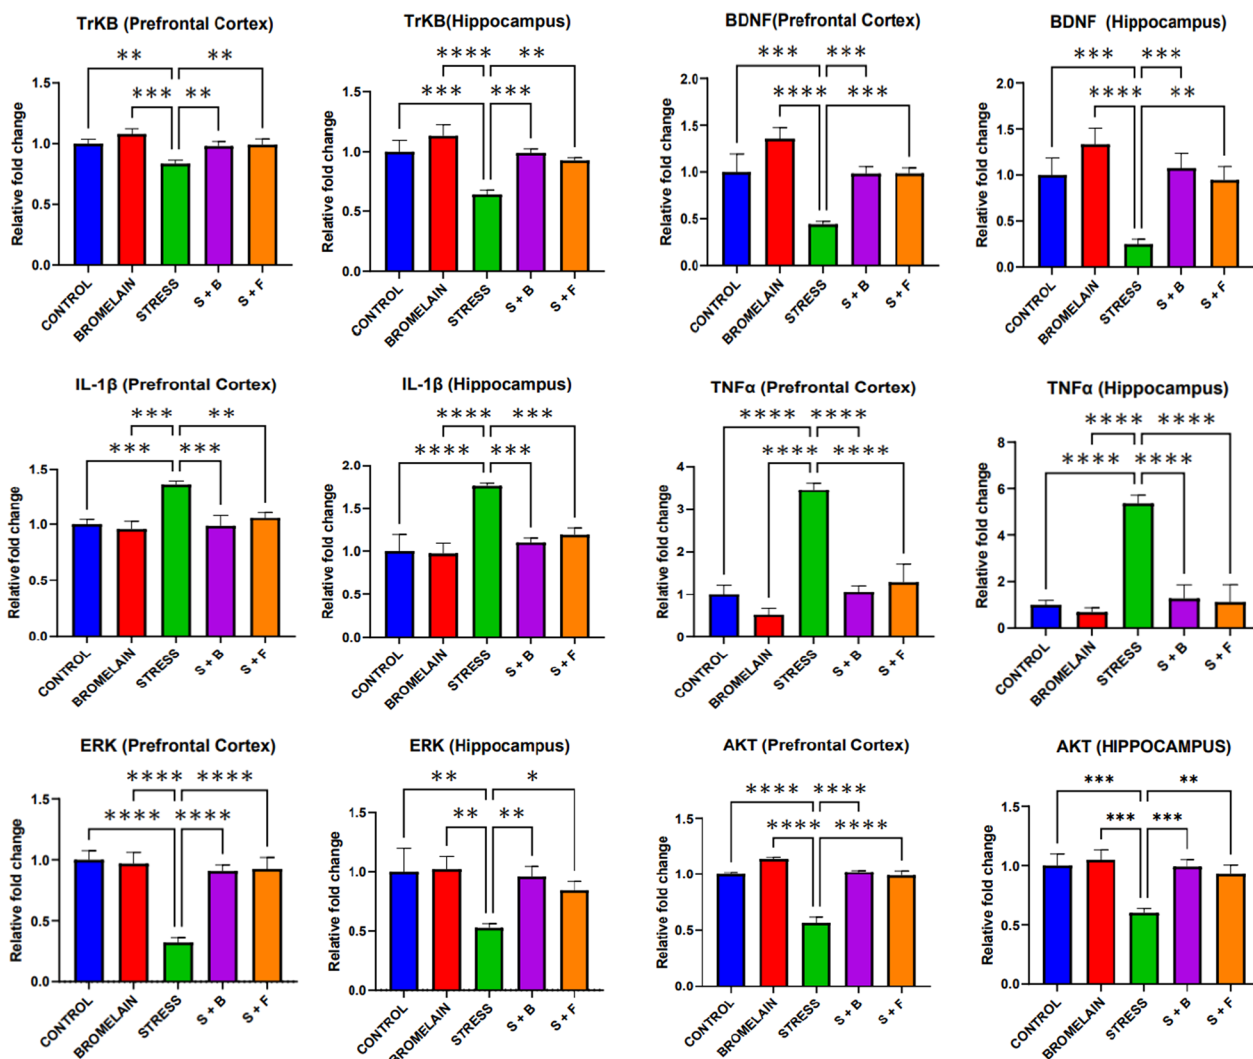 TrKB (Prefrontal Cortex)
** **
*** **
Relative fold change
1.5
1.0
0.5
0.0
CONTROL
BROMELAIN
STRESS
S + B
S + F
TrKB(Hippocampus)
**** **
*** ***
Relative fold change
1.5
1.0
0.5
0.0
CONTROL
BROMELAIN
STRESS
S + B
S + F
BDNF(Prefrontal Cortex)
*** ***
**** ***
Relative fold change
2.0
1.5
1.0
0.5
0.0
CONTROL
BROMELAIN
STRESS
S + B
S + F
BDNF (Hippocampus)
*** ***
**** **
Relative fold change
2.0
1.5
1.0
0.5
0.0
CONTROL
BROMELAIN
STRESS
S + B
S + F
IL-1β (Prefrontal Cortex)
*** **
*** ***
Relative fold change
1.5
1.0
0.5
0.0
CONTROL
BROMELAIN
STRESS
S + B
S + F
IL-1β (Hippocampus)
**** ***
**** ***
Relative fold change
2.0
1.5
1.0
0.5
0.0
CONTROL
BROMELAIN
STRESS
S + B
S + F
TNFα (Prefrontal Cortex)
**** ****
**** ****
Relative fold change
4
3
2
1
0
CONTROL
BROMELAIN
STRESS
S + B
S + F
TNFα (Hippocampus)
**** ****
**** ****
Relative fold change
8
6
4
2
0
CONTROL
BROMELAIN
STRESS
S + B
S + F
ERK (Prefrontal Cortex)
**** ****
**** ****
Relative fold change
1.5
1.0
0.5
0.0
CONTROL
BROMELAIN
STRESS
S + B
S + F
ERK (Hippocampus)
** *
** **
Relative fold change
1.5
1.0
0.5
0.0
CONTROL
BROMELAIN
STRESS
S + B
S + F
AKT (Prefrontal Cortex)
**** ****
**** ****
Relative fold change
1.5
1.0
0.5
0.0
CONTROL
BROMELAIN
STRESS
S + B
S + F
AKT (HIPPOCAMPUS)
*** **
*** ***
Relative fold change
1.5
1.0
0.5
0.0
CONTROL
BROMELAIN
STRESS
S + B
S + F